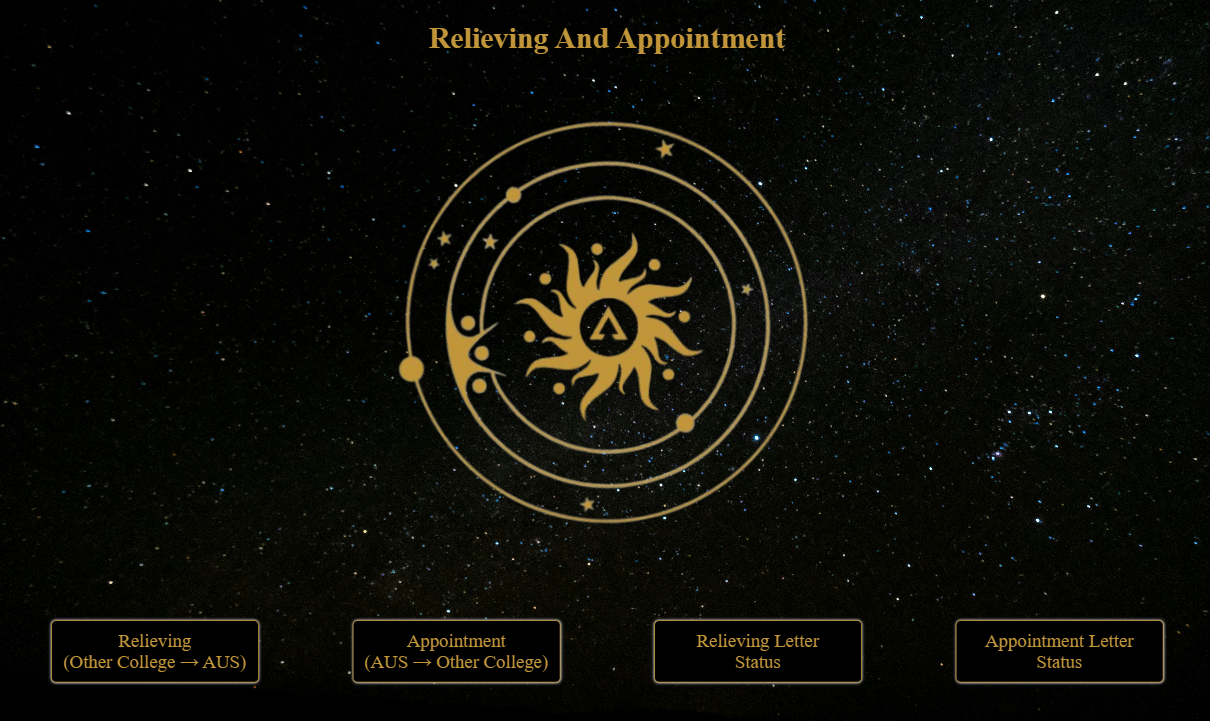 Relieving And Appointment
Relieving
(Other College → AUS)
Appointment
(AUS → Other College)
Relieving Letter
Status
Appointment Letter
Status